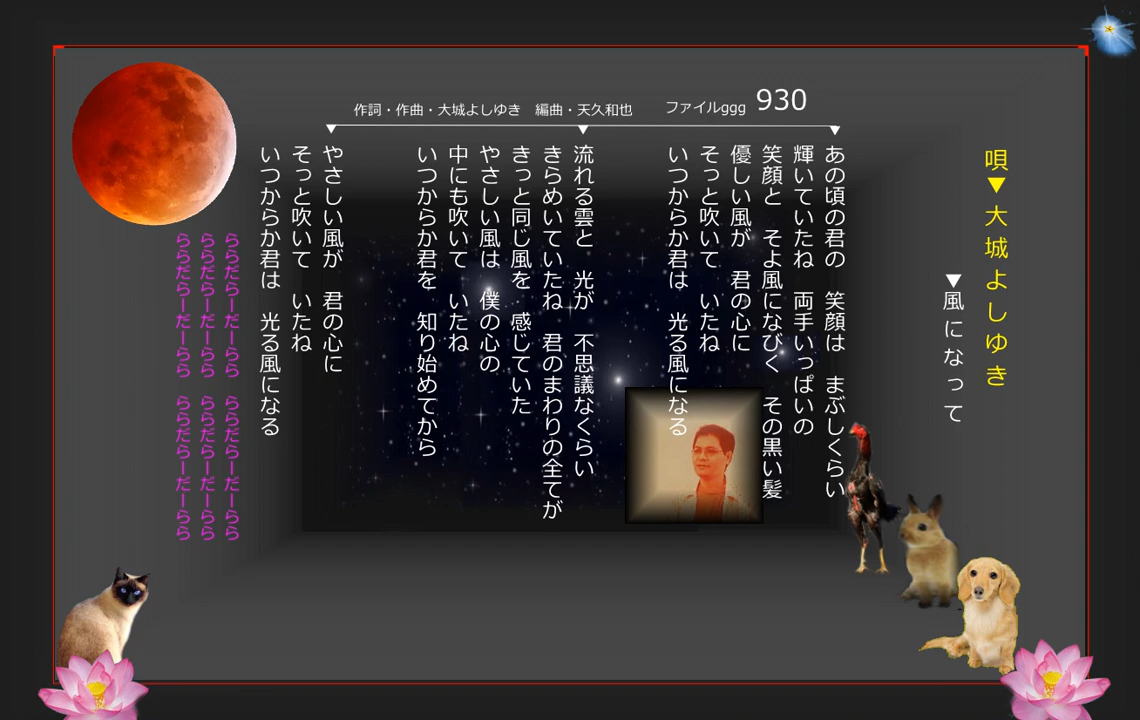 唄▼大城よしゆき
▼風になって
ファイルggg 930
作詞・作曲・大城よしゆき 編曲・天久和也
あの頃の君の 笑顔は まぶしくらい
輝いていたね 両手いっぱいの
笑顔と そよ風になびく その黒い髪
優しい風が 君の心に
そっと吹いて いたね
いつからか君は 光る風になる
流れる雲と 光が 不思議なくらい
きらめいていたね 君のまわりの全てが
きっと同じ風を 感じていた
やさしい風は 僕の心の
中にも吹いて いたね
いつからか君を 知り始めてから
やさしい風が 君の心に
そっと吹いて いたね
いつからか君は 光る風になる
ららだらーだーらら ららだらーだーらら
ららだらーだーらら ららだらーだーらら
ららだらーだーらら ららだらーだーらら